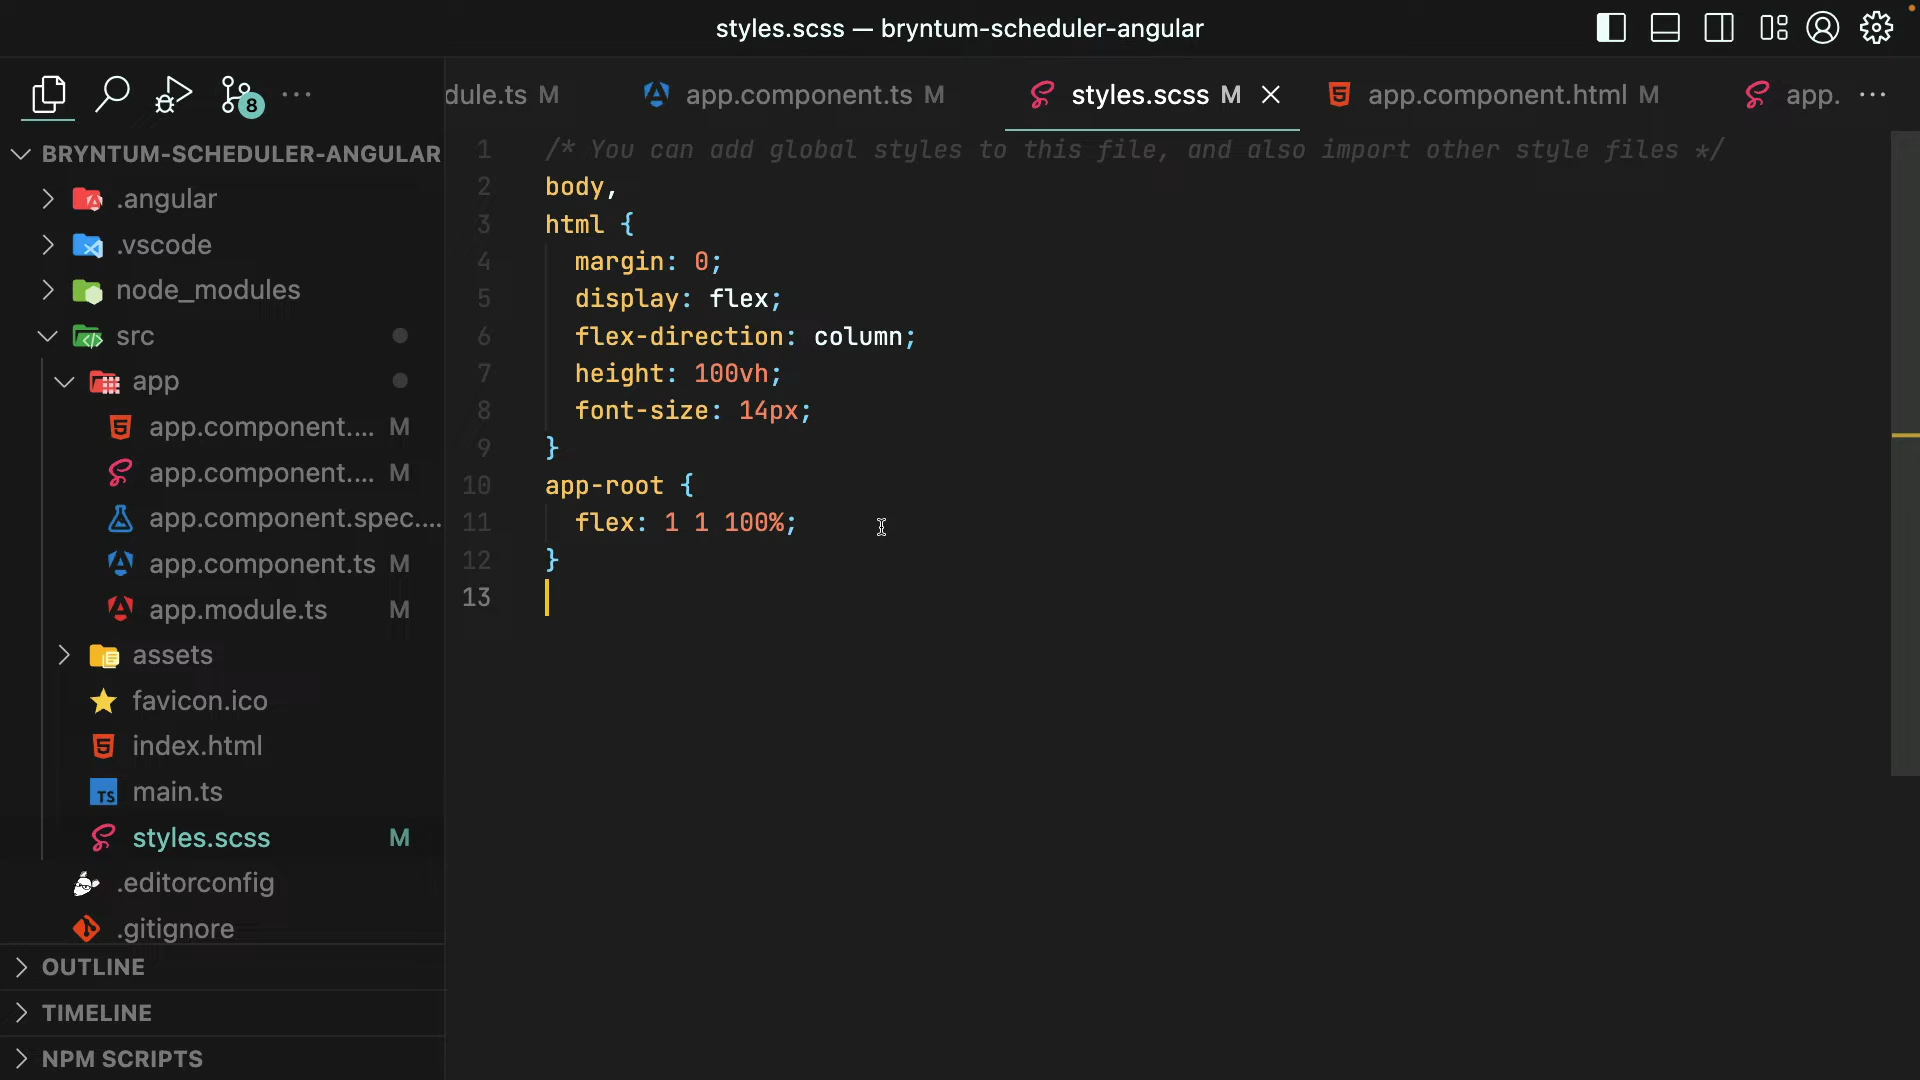 styles.scss — bryntum-scheduler-angular
8
dule.ts M
app.component.ts M
styles.scss M
app.component.html M
app.
BRYNTUM-SCHEDULER-ANGULAR
.angular
.vscode
node_modules
src
app
app.component.... M
app.component.... M
app.component.spec....
app.component.ts M
app.module.ts M
assets
favicon.ico
index.html
main.ts
styles.scss M
.editorconfig
.gitignore
OUTLINE
TIMELINE
NPM SCRIPTS
1 /* You can add global styles to this file, and also import other style files */
2 body,
3 html {
4 margin: 0;
5 display: flex;
6 flex-direction: column;
7 height: 100vh;
8 font-size: 14px;
9 }
10 app-root {
11 flex: 1 1 100%;
12 }
13